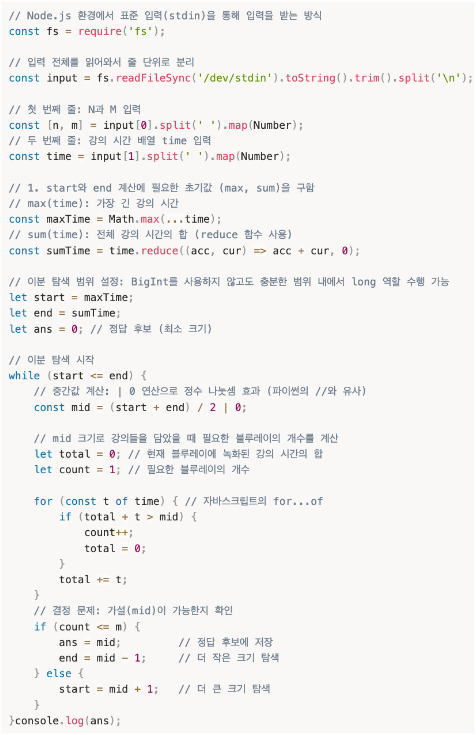 // Node.js 환경에서 표준 입력(stdin)을 통해 입력을 받는 방식
const fs = require('fs');

// 입력 전체를 읽어와서 줄 단위로 분리
const input = fs.readFileSync('/dev/stdin').toString().trim().split('\n');

// 첫 번째 줄: N과 M 입력
const [n, m] = input[0].split(' ').map(Number);
// 두 번째 줄: 강의 시간 배열 time 입력
const time = input[1].split(' ').map(Number);

// 1. start와 end 계산에 필요한 초기값 (max, sum)을 구함
// max(time): 가장 긴 강의 시간
const maxTime = Math.max(...time);
// sum(time): 전체 강의 시간의 합 (reduce 함수 사용)
const sumTime = time.reduce((acc, cur) => acc + cur, 0);

// 이분 탐색 범위 설정: BigInt를 사용하지 않고도 충분한 범위 내에서 long 역할 수행 가능
let start = maxTime;
let end = sumTime;
let ans = 0; // 정답 후보 (최소 크기)

// 이분 탐색 시작
while (start <= end) {
    // 중간값 계산: | 0 연산으로 정수 나눗셈 효과 (파이썬의 //와 유사)
    const mid = (start + end) / 2 | 0;

    // mid 크기로 강의들을 담았을 때 필요한 블루레이의 개수를 계산
    let total = 0; // 현재 블루레이에 녹화된 강의 시간의 합
    let count = 1; // 필요한 블루레이의 개수

    for (const t of time) { // 자바스크립트의 for...of
        if (total + t > mid) {
            count++;
            total = 0;
        }
        total += t;
    }
    // 결정 문제: 가설(mid)이 가능한지 확인
    if (count <= m) {
        ans = mid;         // 정답 후보에 저장
        end = mid - 1;     // 더 작은 크기 탐색
    } else {
        start = mid + 1;   // 더 큰 크기 탐색
    }
}console.log(ans);